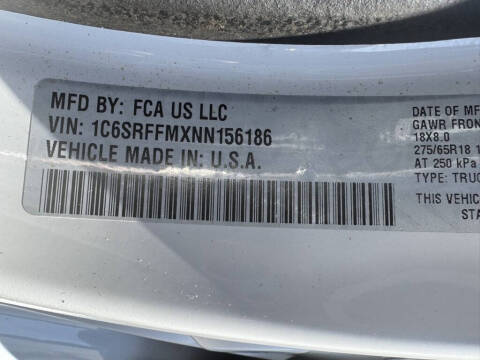 MFD BY: FCA US LLC
VIN: 1C6SRFFMXNN156186
VEHICLE MADE IN: U.S.A.
DATE OF M
GAWR FRON
18X8.0
275/65R18 1
AT 250 kPa
TYPE: TRUC
THIS VEHIC
STA